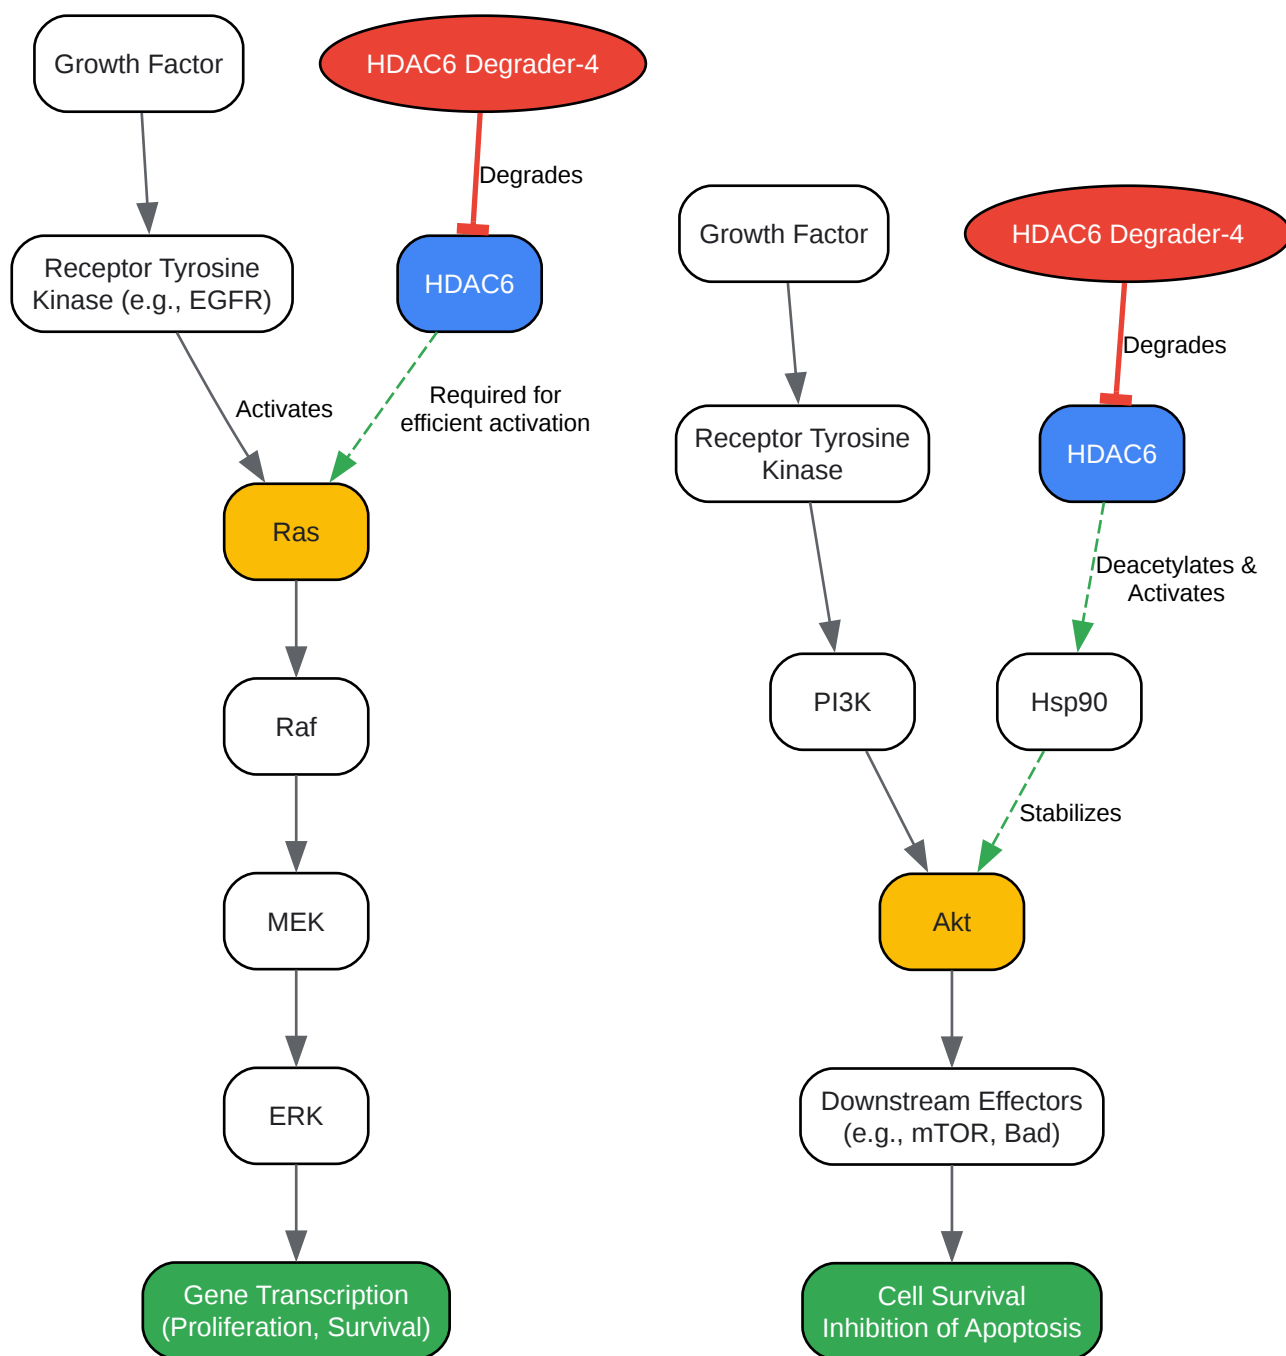 Growth Factor
HDAC6 Degrader-4
Degrades
Receptor Tyrosine
Kinase (e.g., EGFR)
HDAC6
Activates
Required for
efficient activation
Ras
Raf
MEK
ERK
Gene Transcription
(Proliferation, Survival)
Growth Factor
HDAC6 Degrader-4
Degrades
Receptor Tyrosine
Kinase
HDAC6
Deacetylates &
Activates
PI3K
Hsp90
Stabilizes
Akt
Downstream Effectors
(e.g., mTOR, Bad)
Cell Survival
Inhibition of Apoptosis